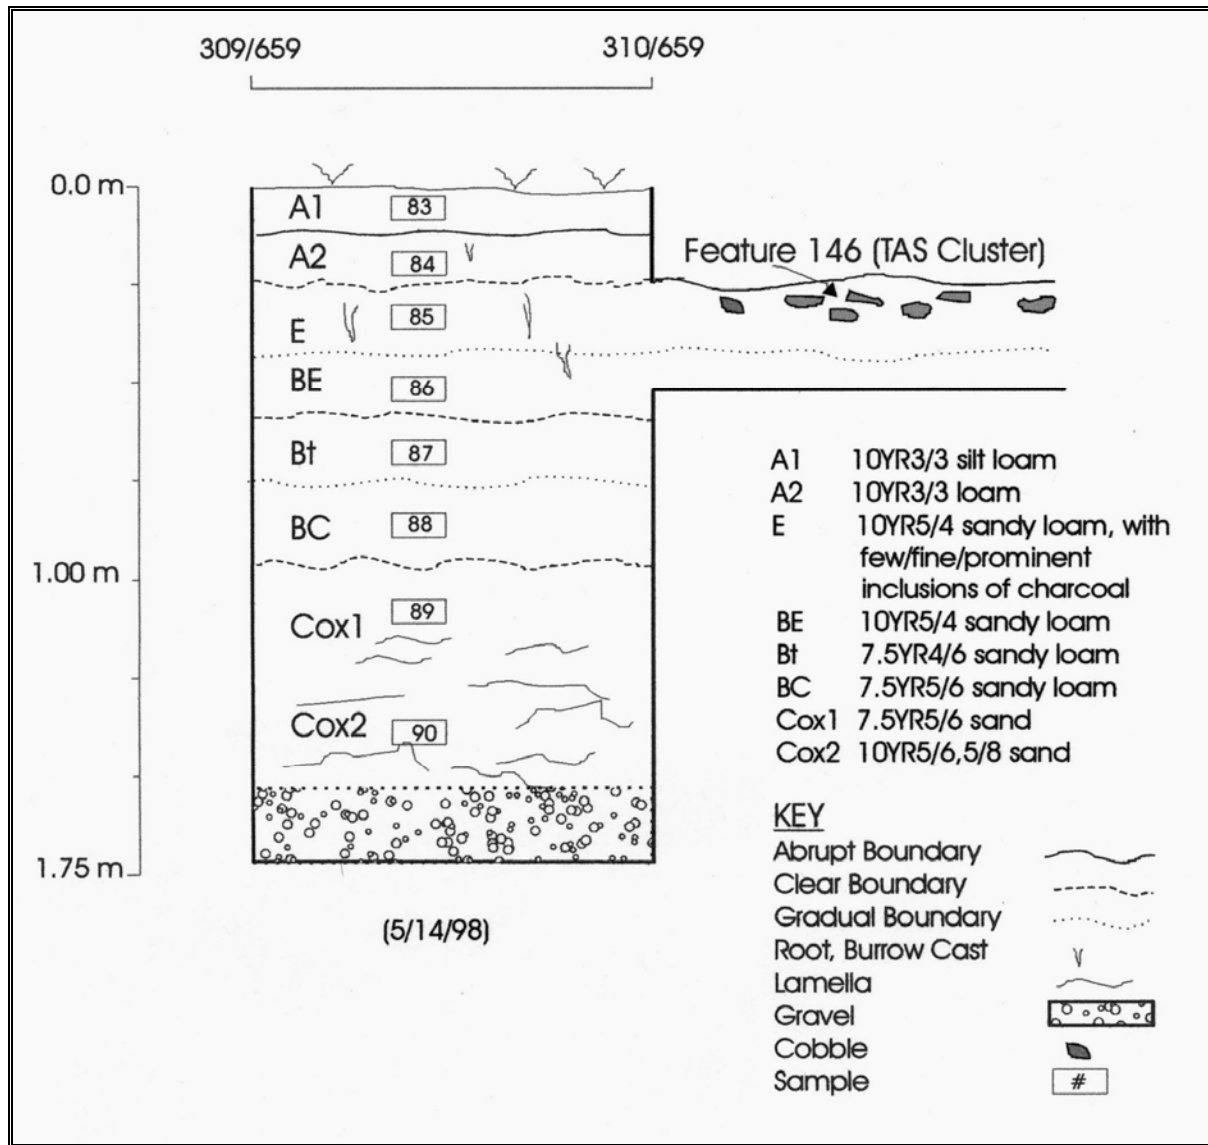 309/659 310/659
0.0 m
A1 83
Feature 146 (TAS Cluster)
A2 84
E 85
BE 86
Bt 87
BC 88
1.00 m
Cox1 89
Cox2 90
1.75 m
(5/14/98)
A1 10YR3/3 silt loam
A2 10YR3/3 loam
E 10YR5/4 sandy loam, with
few/fine/prominent
inclusions of charcoal
BE 10YR5/4 sandy loam
Bt 7.5YR4/6 sandy loam
BC 7.5YR5/6 sandy loam
Cox1 7.5YR5/6 sand
Cox2 10YR5/6,5/8 sand
KEY
Abrupt Boundary
Clear Boundary
Gradual Boundary
Root, Burrow Cast
Lamella
Gravel
Cobble
Sample #